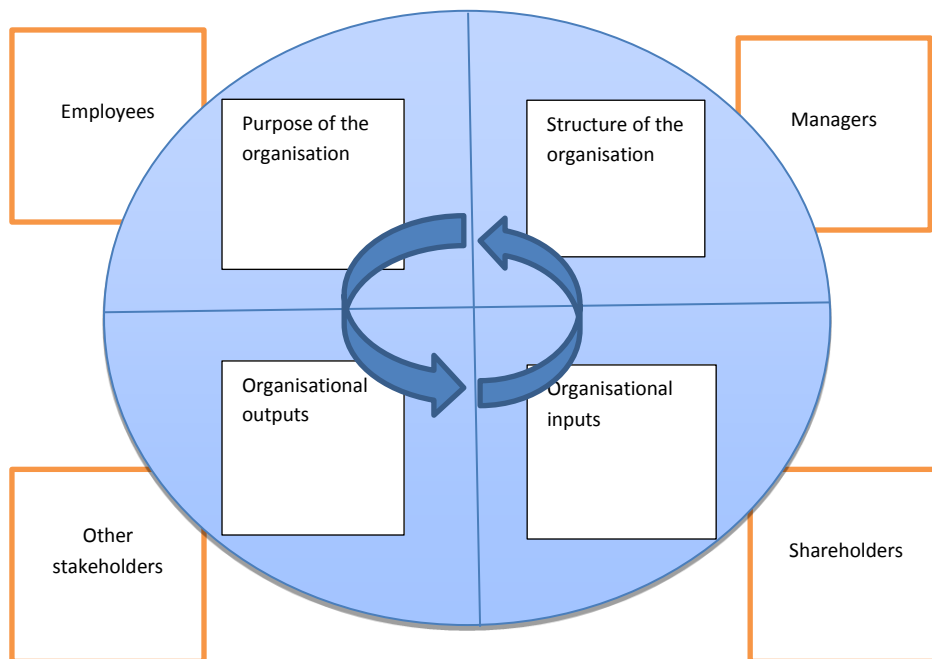 Employees
Purpose of the
organisation
Structure of the
organisation
Managers
Organisational
outputs
Organisational
inputs
Other
stakeholders
Shareholders